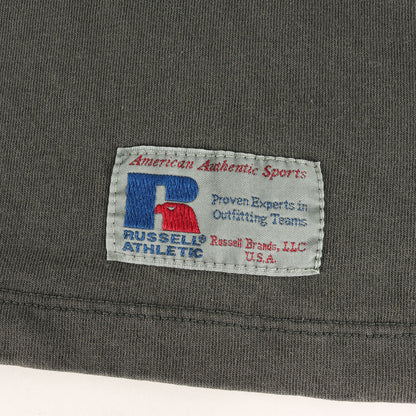 American Authentic Sports
R
Proven Experts in
Outfitting Teams
RUSSELL®
ATHLETIC
Russell Brands, LLC
U.S.A.